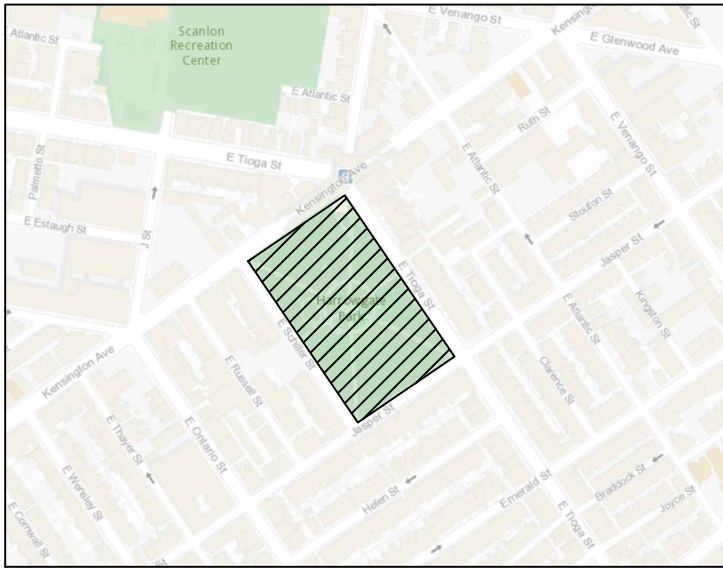 E Venango St
Kensington
E Glenwood Ave
Atlantic St
Scanlon
Recreation
Center
E Atlantic St
Ruth St
E Venango St
E Tioga St
E Atlantic St
Palmetto St
Kensington Ave
Stouton St
E Estaugh St
J St
Jasper St
E Tioga St
Harrowgate
Park
E Atlantic St
Kingston St
E Schiller St
Kensington Ave
E Russell St
Clarence St
Jasper St
E Thayer St
E Ontario St
E Wensley St
Helen St
Emerald St
Braddock St
Joyce St
E Cornwall St
E Tioga St